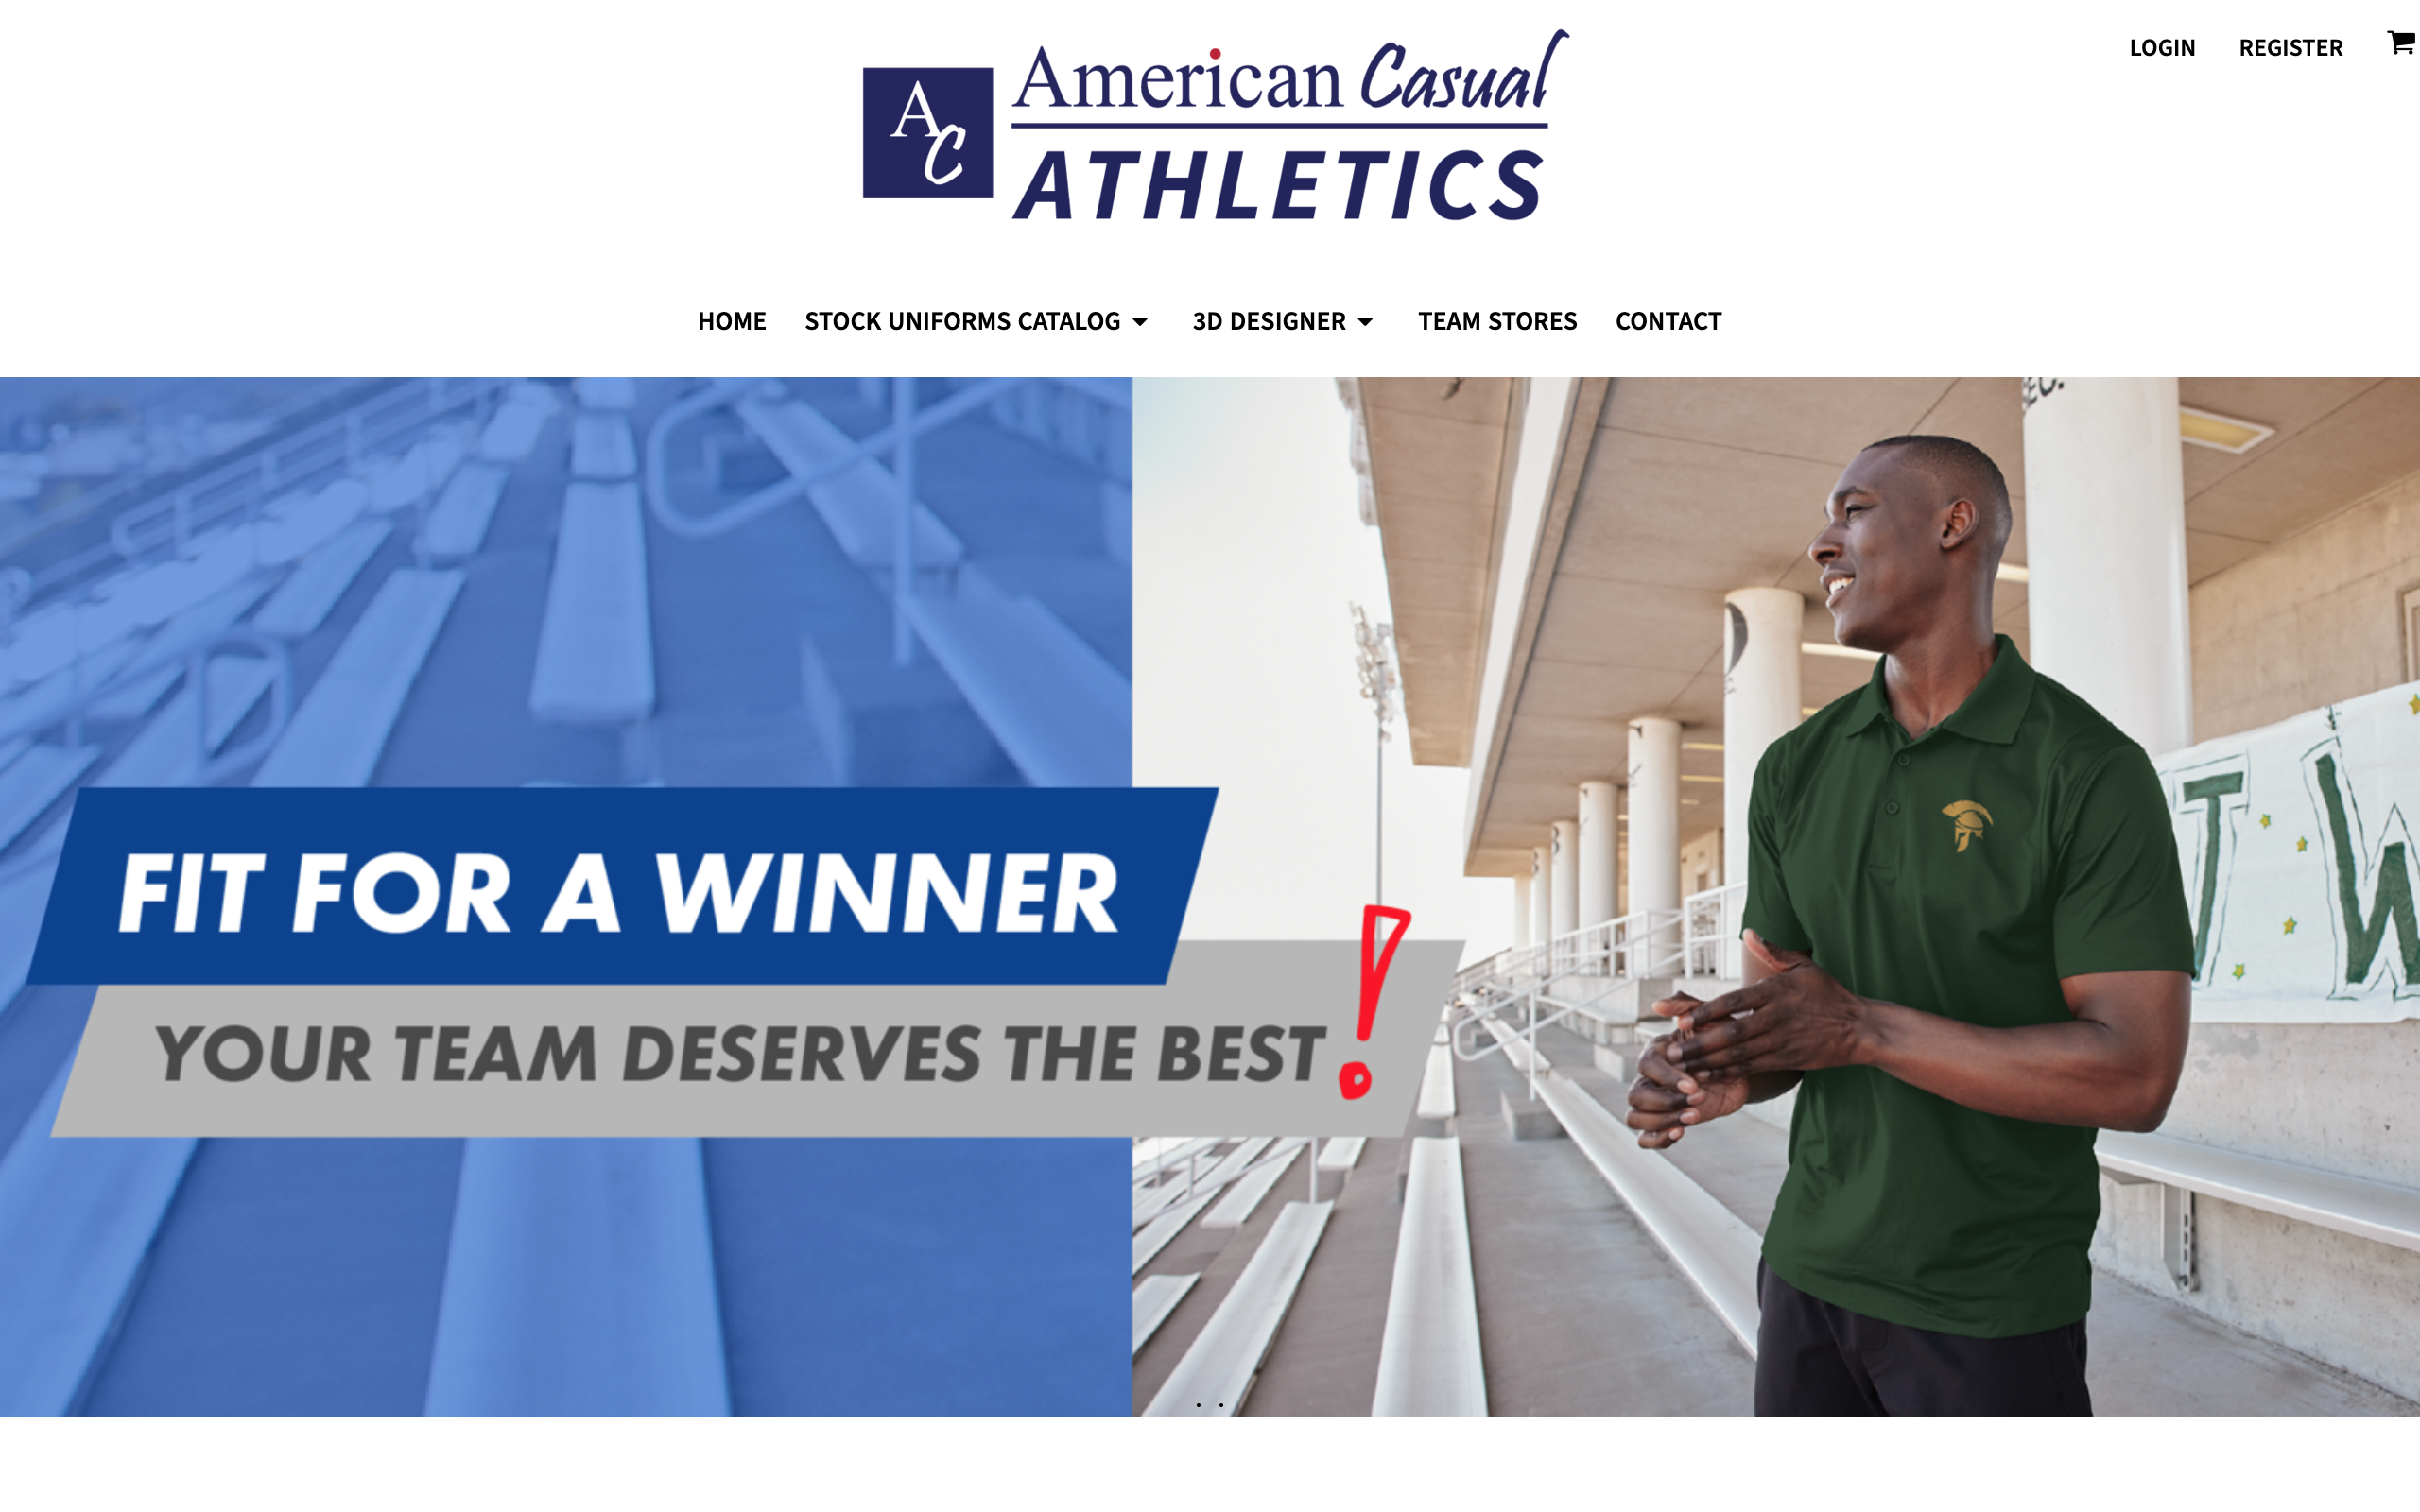 LOGIN REGISTER
AC
American Casual
ATHLETICS
HOME STOCK UNIFORMS CATALOG 3D DESIGNER TEAM STORES CONTACT
EC.
FIT FOR A WINNER
YOUR TEAM DESERVES THE BEST!
T W